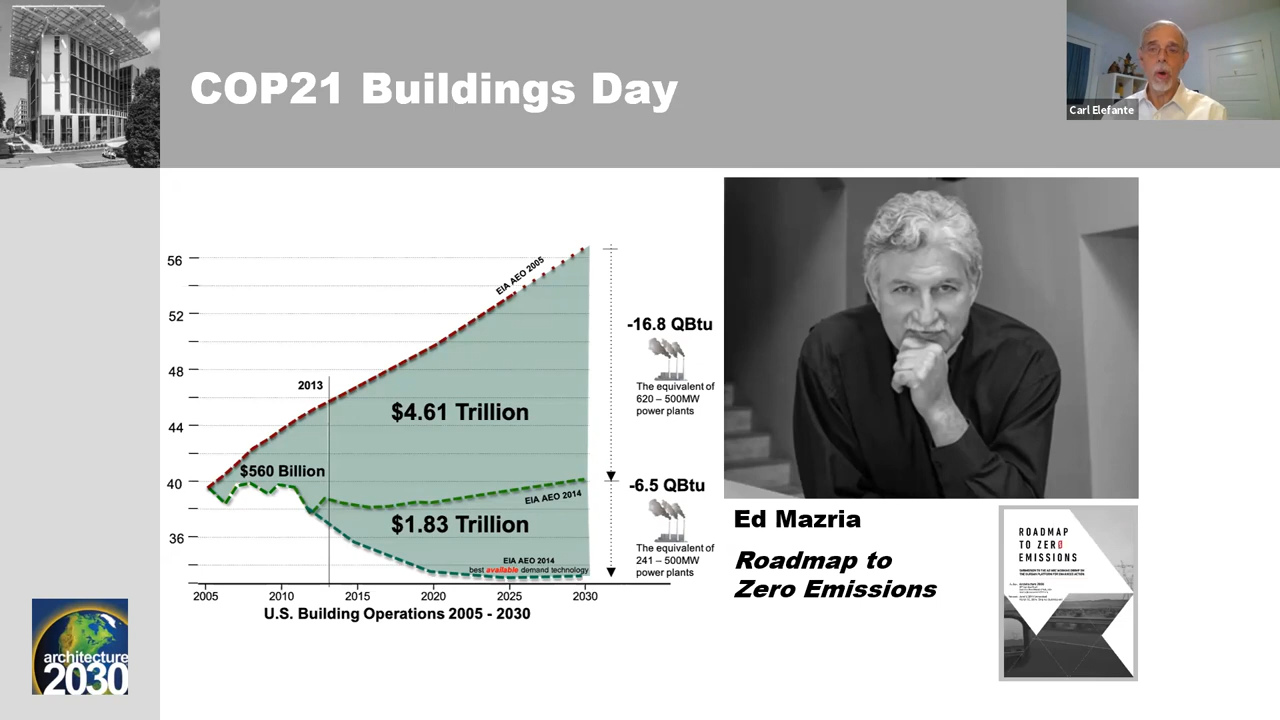 COP21 Buildings Day
Carl Elefante
56
52
48
44
40
36
2013
EIA AEO 2005
$4.61 Trillion
$560 Billion
EIA AEO 2014
$1.83 Trillion
EIA AEO 2014
best available demand technology
-16.8 QBtu
The equivalent of
620 – 500MW
power plants
-6.5 QBtu
The equivalent of
241 – 500MW
power plants
2005 2010 2015 2020 2025 2030
U.S. Building Operations 2005 - 2030
Ed Mazria
Roadmap to
Zero Emissions
ROADMAP
TO ZERØ
EMISSIONS
architecture
2030